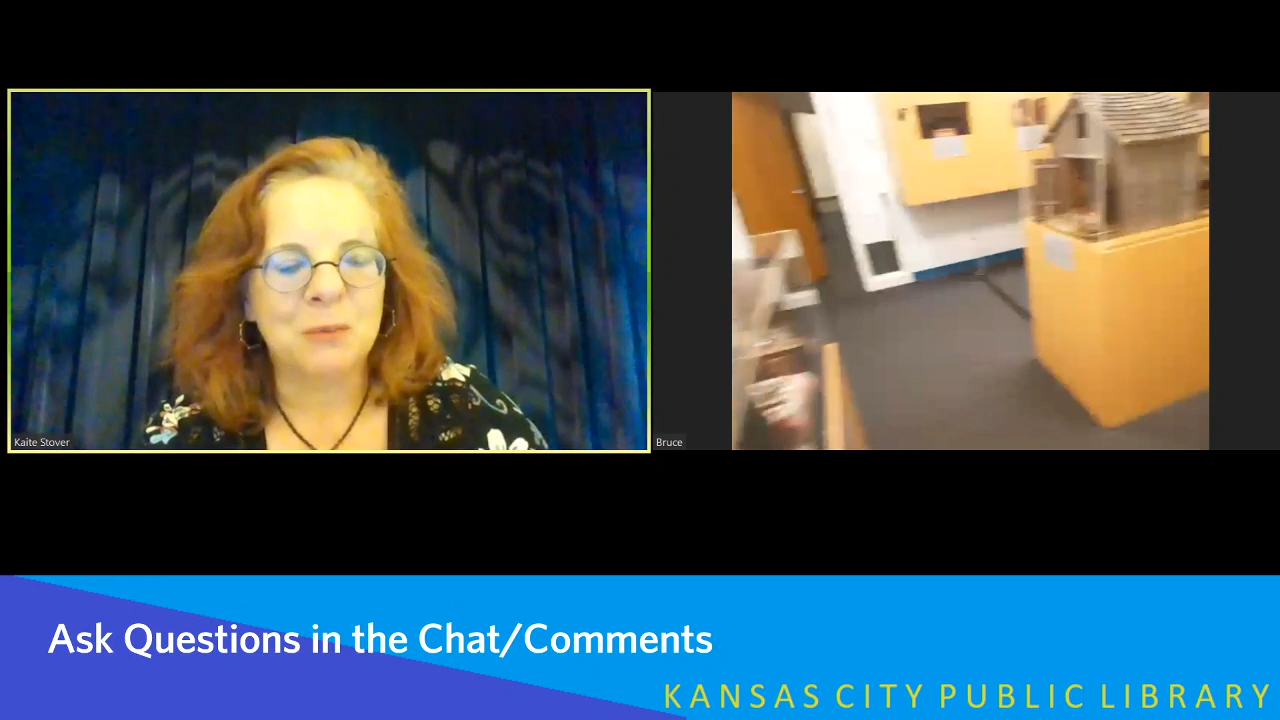 Kaite Stover
Bruce
Ask Questions in the Chat/Comments
KANSAS CITY PUBLIC LIBRARY